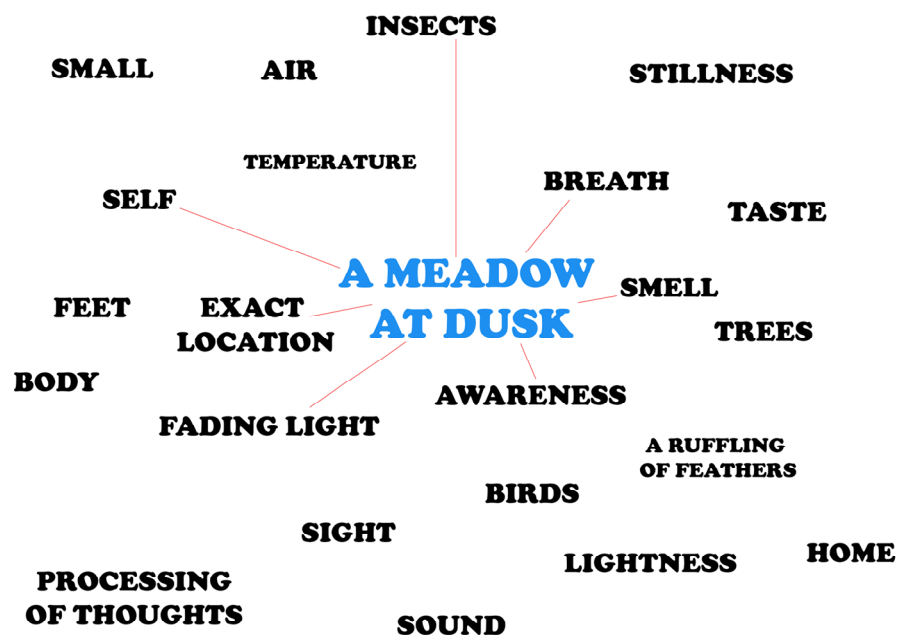 INSECTS
SMALL
AIR
STILLNESS
TEMPERATURE
BREATH
SELF
TASTE
A MEADOW
AT DUSK
SMELL
FEET
EXACT
LOCATION
TREES
BODY
AWARENESS
FADING LIGHT
A RUFFLING
OF FEATHERS
BIRDS
SIGHT
LIGHTNESS
HOME
PROCESSING
OF THOUGHTS
SOUND